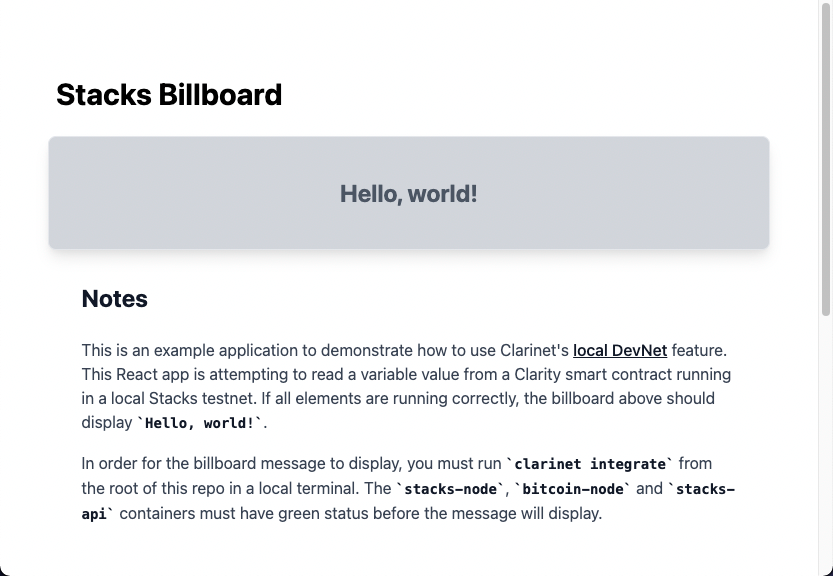 Stacks Billboard
Hello, world!
Notes
This is an example application to demonstrate how to use Clarinet's local DevNet feature.
This React app is attempting to read a variable value from a Clarity smart contract running
in a local Stacks testnet. If all elements are running correctly, the billboard above should
display `Hello, world!`.
In order for the billboard message to display, you must run `clarinet integrate` from
the root of this repo in a local terminal. The `stacks-node`, `bitcoin-node` and `stacks-
api` containers must have green status before the message will display.